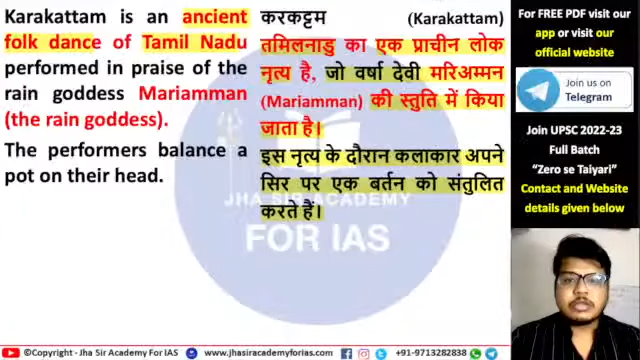 Karakattam is an ancient
folk dance of Tamil Nadu
performed in praise of the
rain goddess Mariamman
(the rain goddess).
The performers balance a
pot on their head.
करकट्टम (Karakattam)
तमिलनाडु का एक प्राचीन लोक
नृत्य है, जो वर्षा देवी मरिअम्मन
(Mariamman) की स्तुति में किया
जाता है।
इस नृत्य के दौरान कलाकार अपने
सिर पर एक बर्तन को संतुलित
करते हैं।
JHA SIR ACADEMY
FOR IAS
For FREE PDF visit our
app or visit our
official website
Join us on
Telegram
Join UPSC 2022-23
Full Batch
“Zero se Taiyari”
Contact and Website
details given below
©Copyright - Jha Sir Academy For IAS
www.jhasiracademyforias.com
+91-9713282838